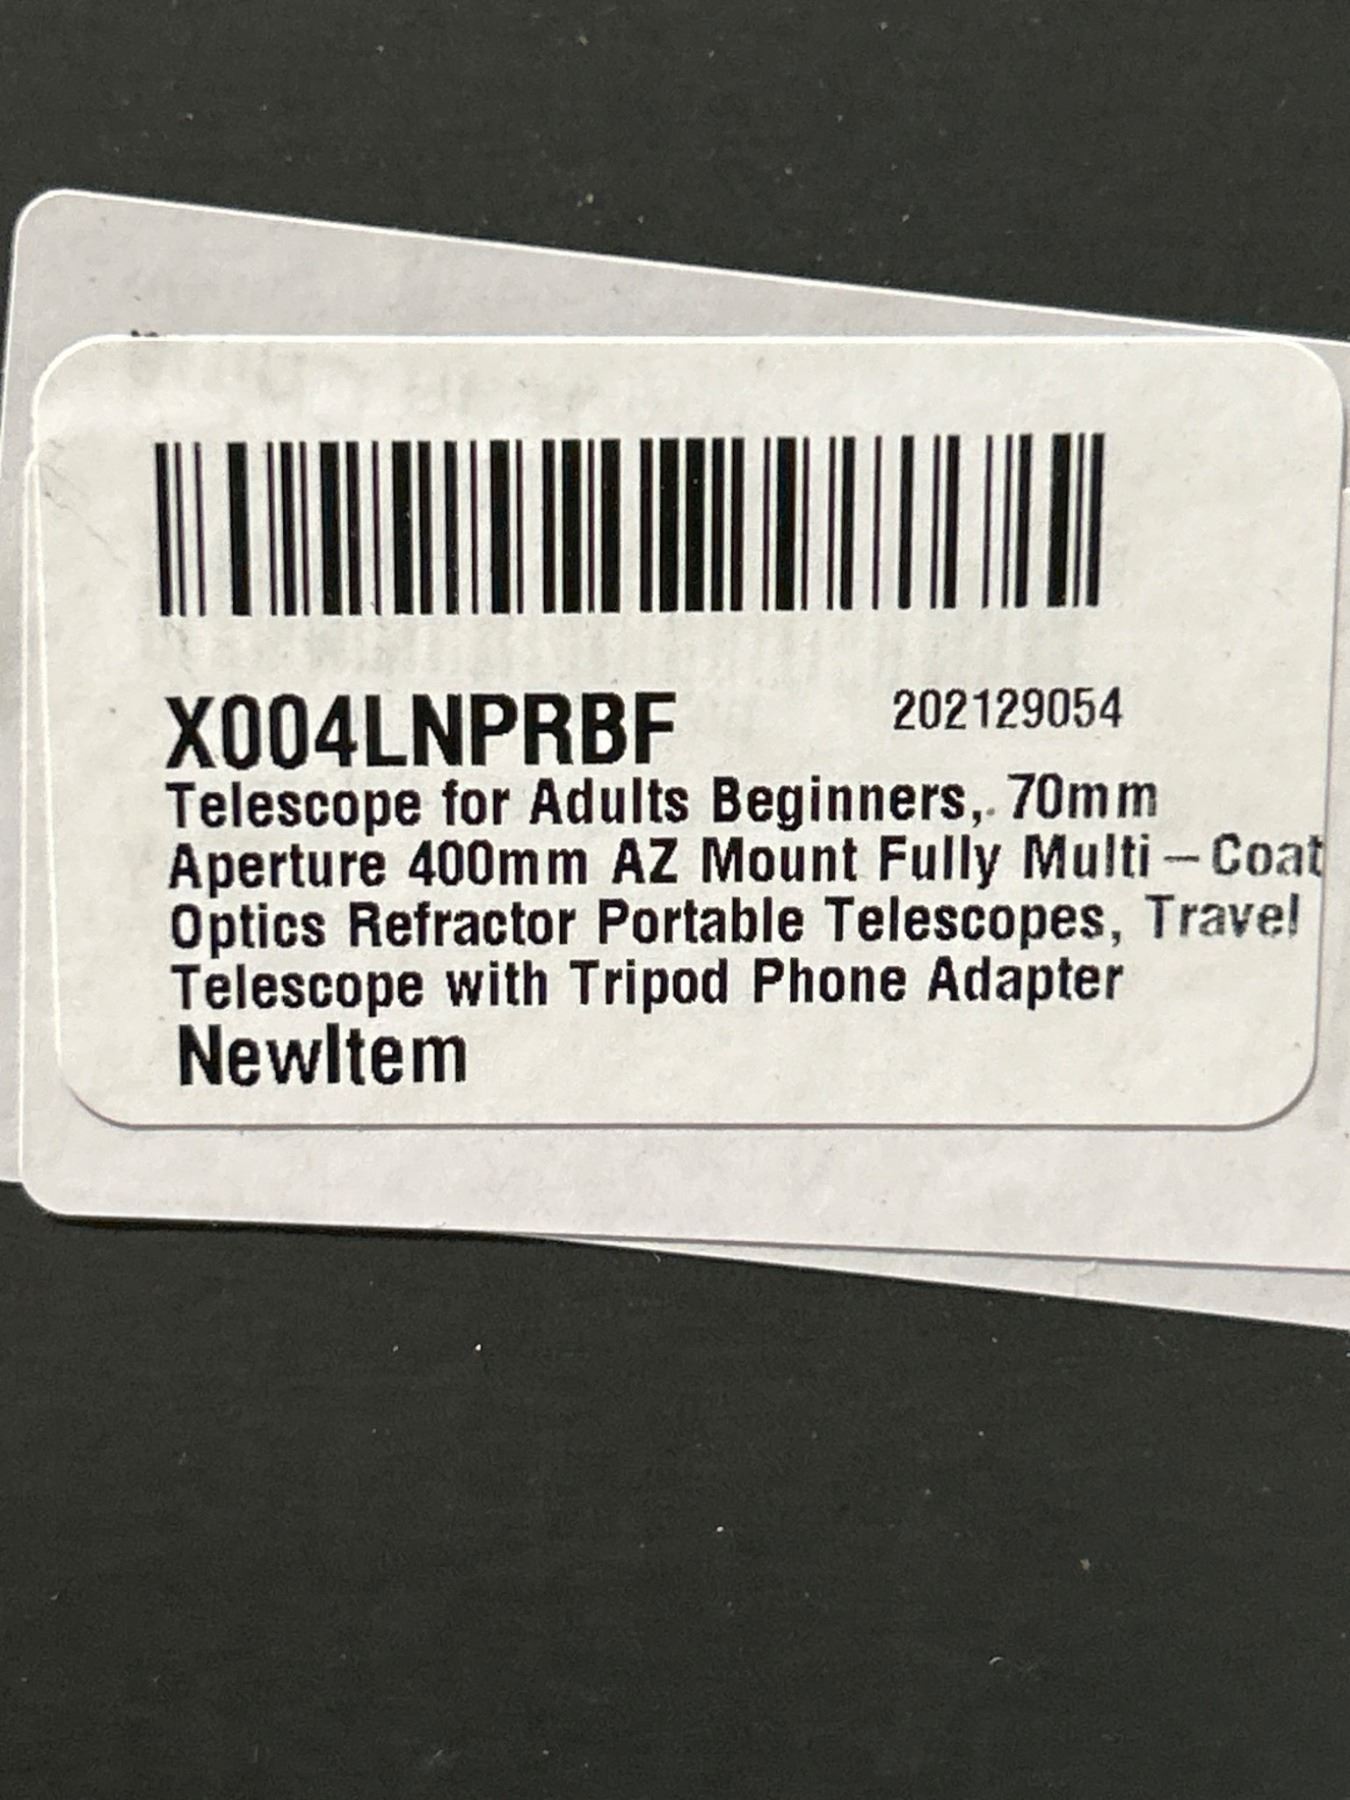 X004LNPRBF 202129054
Telescope for Adults Beginners, 70mm
Aperture 400mm AZ Mount Fully Multi-Coat
Optics Refractor Portable Telescopes, Travel
Telescope with Tripod Phone Adapter
NewItem